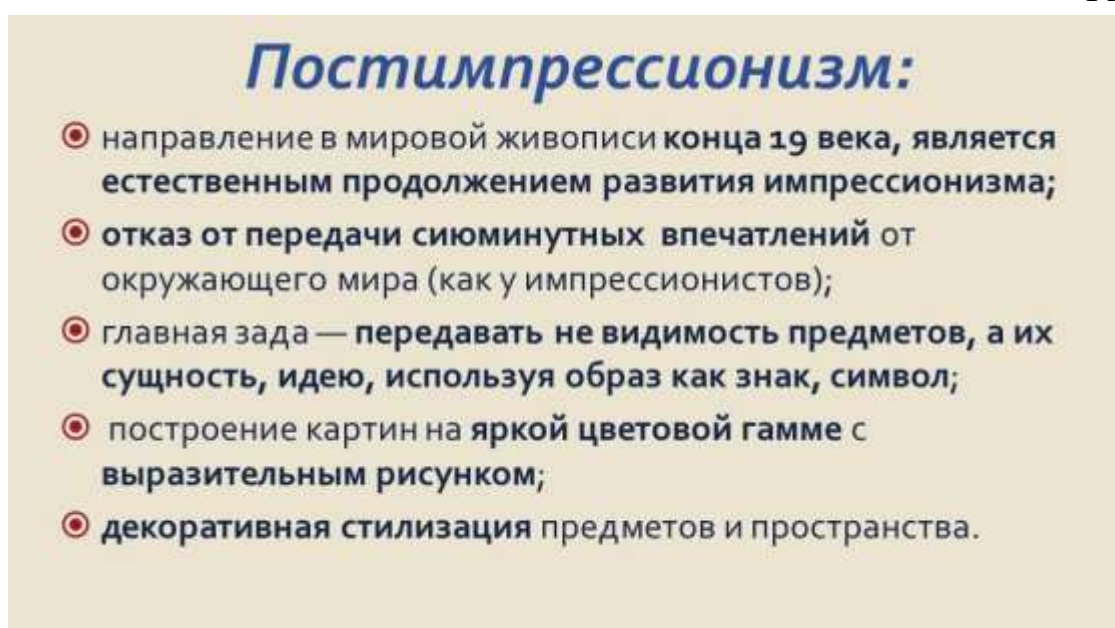 Постимпрессионизм:
направление в мировой живописи конца 19 века, является
естественным продолжением развития импрессионизма;
отказ от передачи сиюминутных впечатлений от
окружающего мира (как у импрессионистов);
главная зада — передавать не видимость предметов, а их
сущность, идею, используя образ как знак, символ;
построение картин на яркой цветовой гамме с
выразительным рисунком;
декоративная стилизация предметов и пространства.